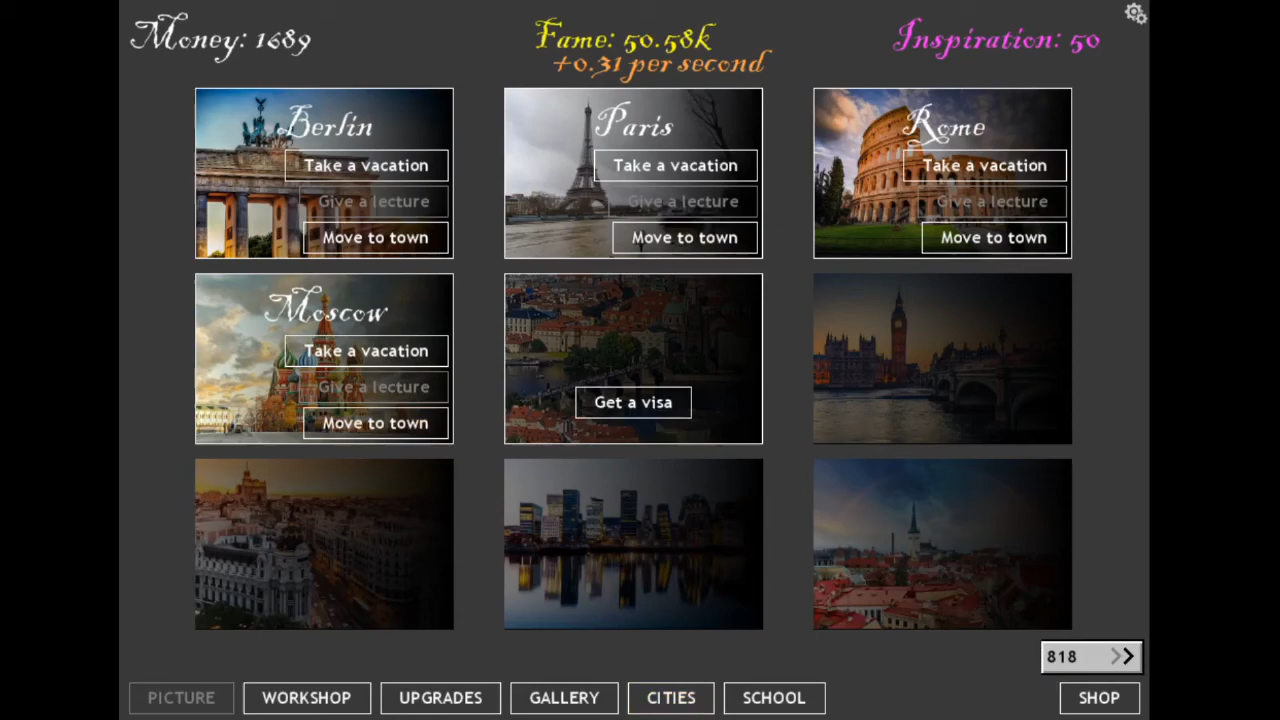 Money: 1689
Fame: 50.58k
+0.31 per second
Inspiration: 50
Berlin
Take a vacation
Give a lecture
Move to town
Paris
Take a vacation
Give a lecture
Move to town
Rome
Take a vacation
Give a lecture
Move to town
Moscow
Take a vacation
Give a lecture
Move to town
Get a visa
818
PICTURE
WORKSHOP
UPGRADES
GALLERY
CITIES
SCHOOL
SHOP